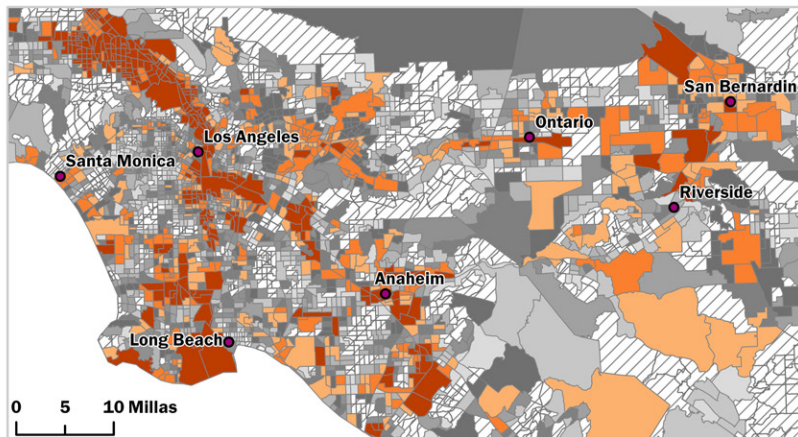 San Bernardin
Ontario
Los Angeles
Santa Monica
Riverside
Anaheim
Long Beach
0 5 10 Millas